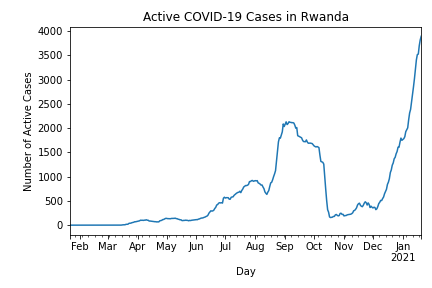 Active COVID-19 Cases in Rwanda
Number of Active Cases
4000
3500
3000
2500
2000
1500
1000
500
0
Feb Mar Apr May Jun Jul Aug Sep Oct Nov Dec Jan
2021
Day